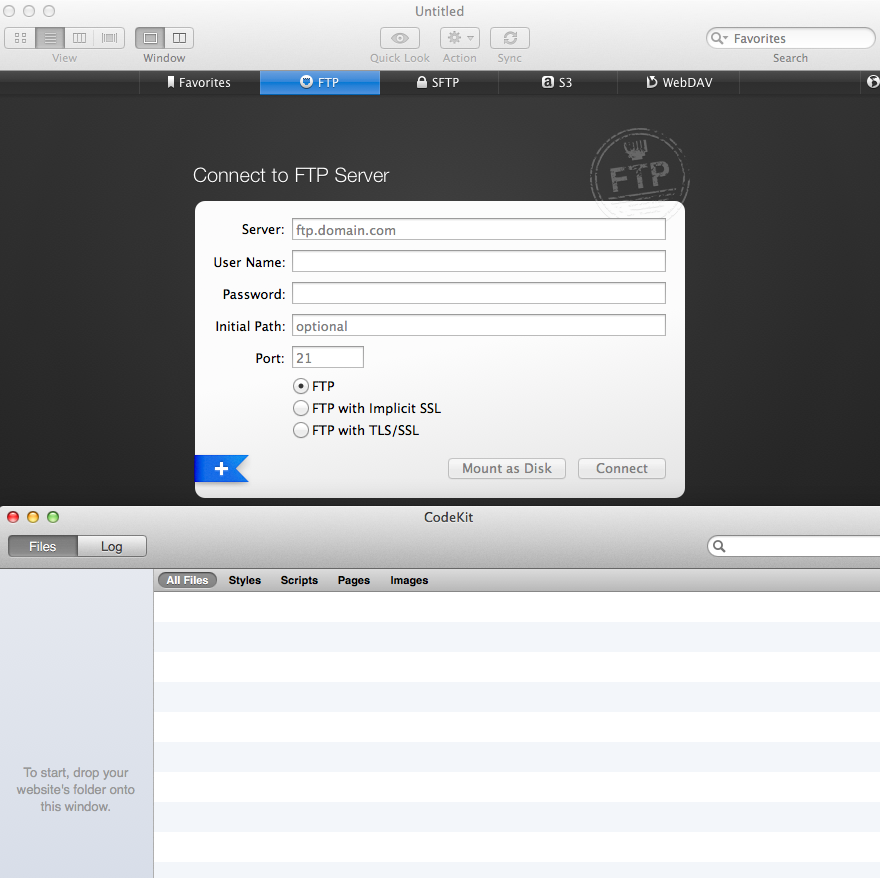 Untitled
Favorites
View
Window
Quick Look
Action
Sync
Search
Favorites
FTP
SFTP
a S3
WebDAV
Connect to FTP Server
FTP
Server:
ftp.domain.com
User Name:
Password:
Initial Path:
optional
Port:
21
FTP
FTP with Implicit SSL
FTP with TLS/SSL
+
Mount as Disk
Connect
CodeKit
Files
Log
All Files
Styles
Scripts
Pages
Images
To start, drop your
website's folder onto
this window.